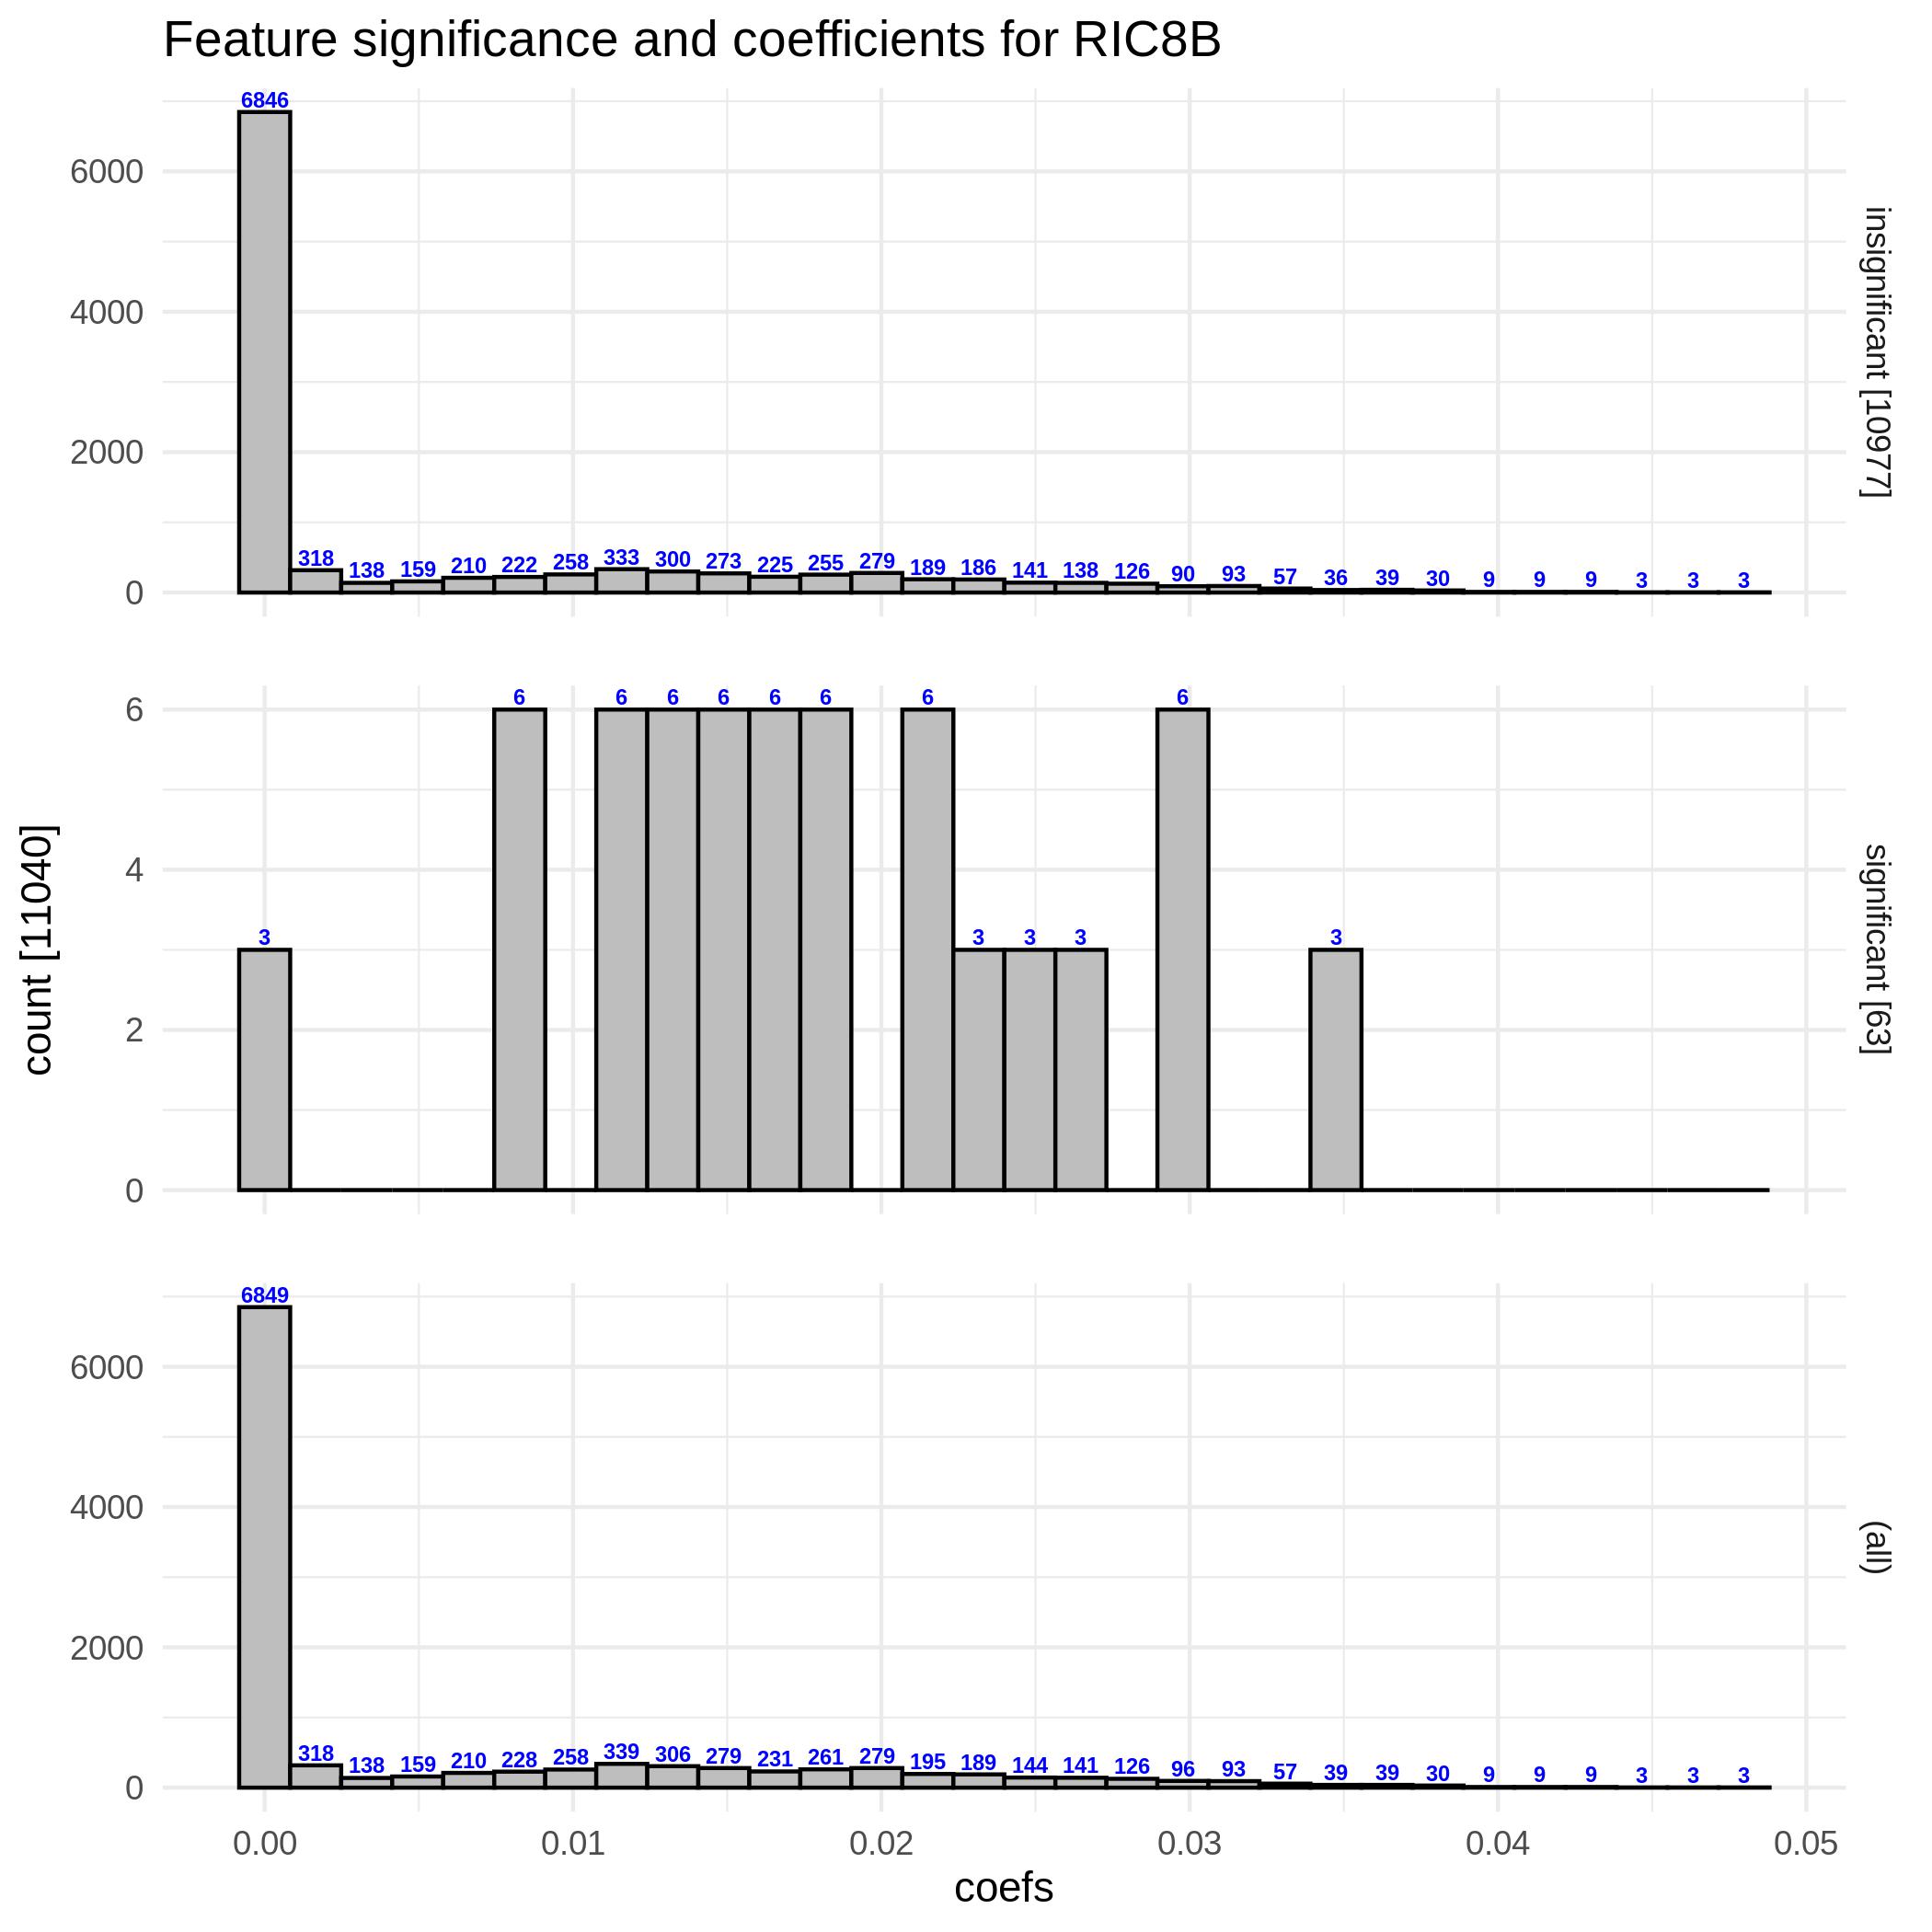 Feature significance and coefficients for RIC8B
6846
6000
4000
2000
0
318 138 159 210 222 258 333 300 273 225 255 279 189 186 141 138 126 90 93 57 36 39 30 9 9 9 3 3 3
insignificant [10977]
6 6 6 6 6 6 6 6
3 3 3 3 3
6
4
2
0
significant [63]
count [11040]
6849
6000
4000
2000
0
318 138 159 210 228 258 339 306 279 231 261 279 195 189 144 141 126 96 93 57 39 39 30 9 9 9 3 3 3
(all)
0.00 0.01 0.02 0.03 0.04 0.05
coefs